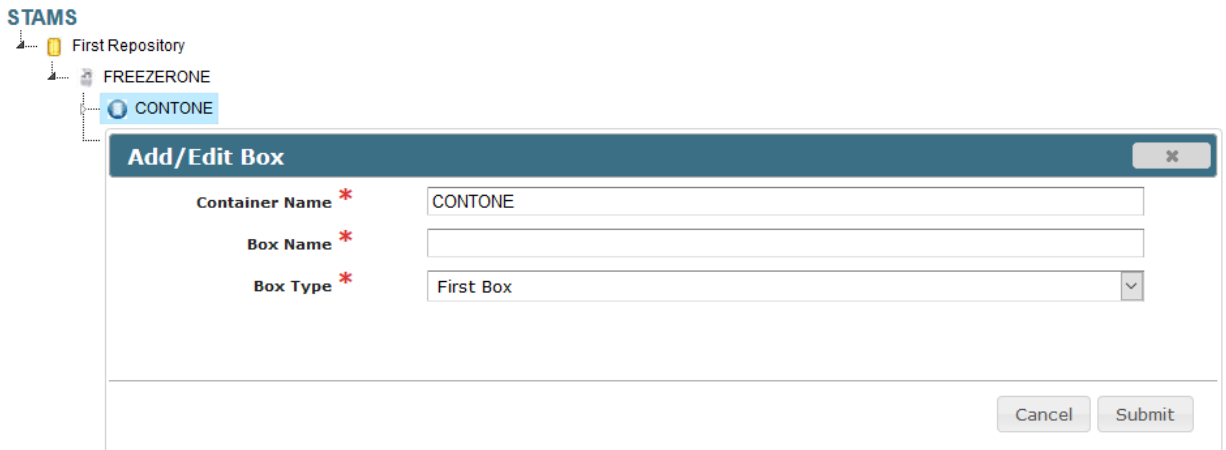 STAMS
First Repository
FREEZERONE
CONTONE
Add/Edit Box
Container Name * CONTONE
Box Name *
Box Type * First Box
Cancel Submit